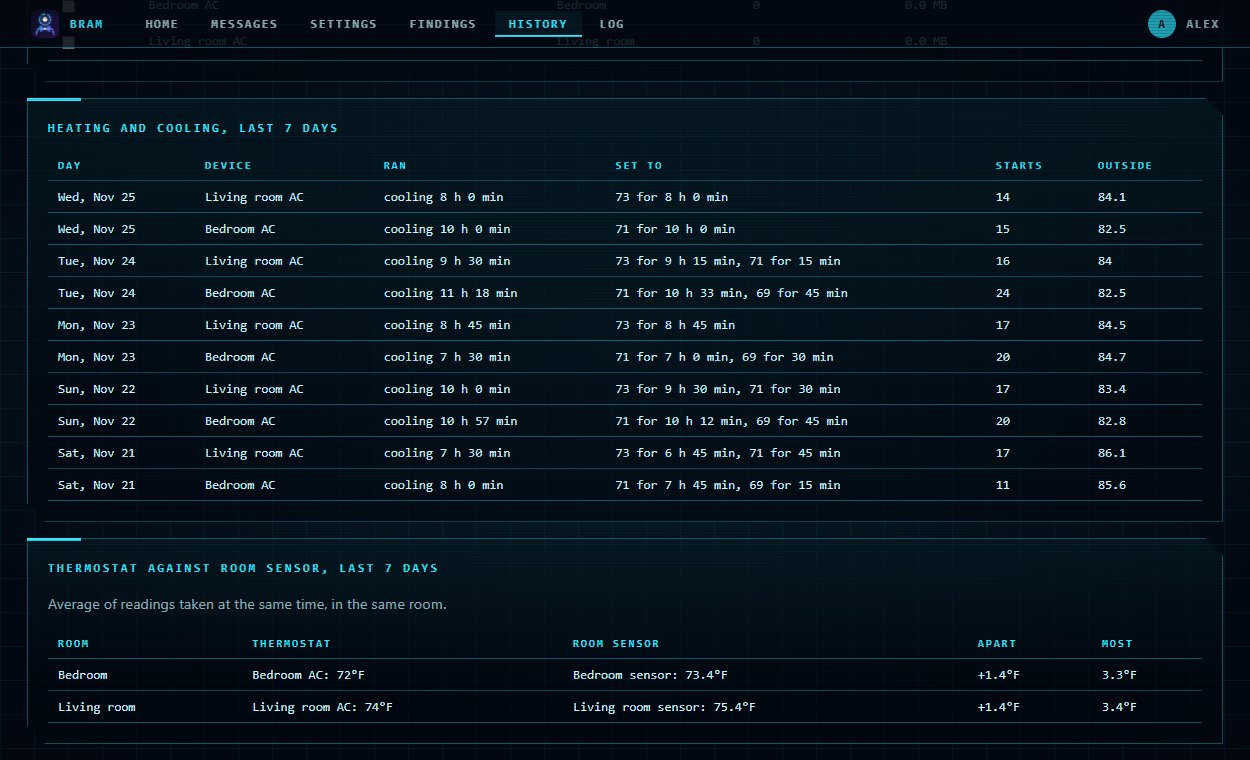 Bedroom AC Bedroom 0 0.0 MB
BRAM HOME MESSAGES SETTINGS FINDINGS HISTORY LOG A ALEX
Living room AC Living room 0 0.0 MB
HEATING AND COOLING, LAST 7 DAYS
DAY DEVICE RAN SET TO STARTS OUTSIDE
Wed, Nov 25 Living room AC cooling 8 h 0 min 73 for 8 h 0 min 14 84.1
Wed, Nov 25 Bedroom AC cooling 10 h 0 min 71 for 10 h 0 min 15 82.5
Tue, Nov 24 Living room AC cooling 9 h 30 min 73 for 9 h 15 min, 71 for 15 min 16 84
Tue, Nov 24 Bedroom AC cooling 11 h 18 min 71 for 10 h 33 min, 69 for 45 min 24 82.5
Mon, Nov 23 Living room AC cooling 8 h 45 min 73 for 8 h 45 min 17 84.5
Mon, Nov 23 Bedroom AC cooling 7 h 30 min 71 for 7 h 0 min, 69 for 30 min 20 84.7
Sun, Nov 22 Living room AC cooling 10 h 0 min 73 for 9 h 30 min, 71 for 30 min 17 83.4
Sun, Nov 22 Bedroom AC cooling 10 h 57 min 71 for 10 h 12 min, 69 for 45 min 20 82.8
Sat, Nov 21 Living room AC cooling 7 h 30 min 73 for 6 h 45 min, 71 for 45 min 17 86.1
Sat, Nov 21 Bedroom AC cooling 8 h 0 min 71 for 7 h 45 min, 69 for 15 min 11 85.6
THERMOSTAT AGAINST ROOM SENSOR, LAST 7 DAYS
Average of readings taken at the same time, in the same room.
ROOM THERMOSTAT ROOM SENSOR APART MOST
Bedroom Bedroom AC: 72°F Bedroom sensor: 73.4°F +1.4°F 3.3°F
Living room Living room AC: 74°F Living room sensor: 75.4°F +1.4°F 3.4°F